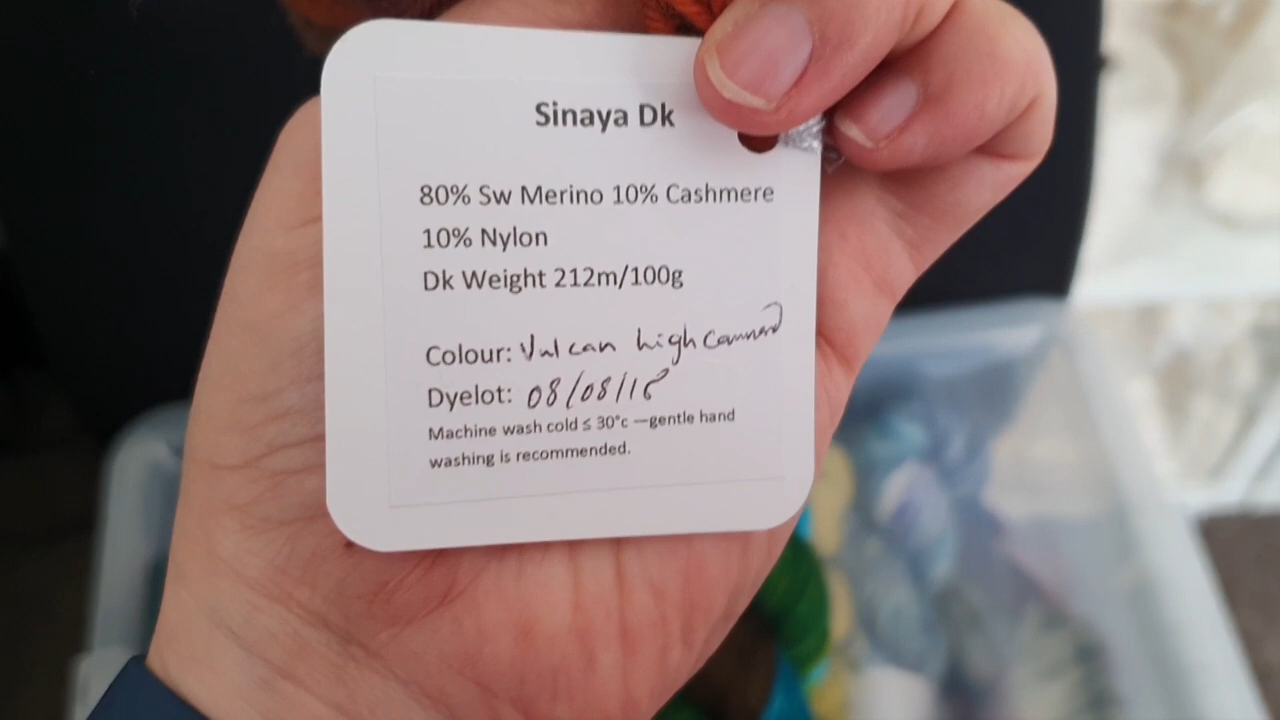 Sinaya Dk
80% Sw Merino 10% Cashmere
10% Nylon
Dk Weight 212m/100g
Colour: Vulcan high Command
Dyelot: 08/08/18
Machine wash cold ≤ 30°c —gentle hand
washing is recommended.